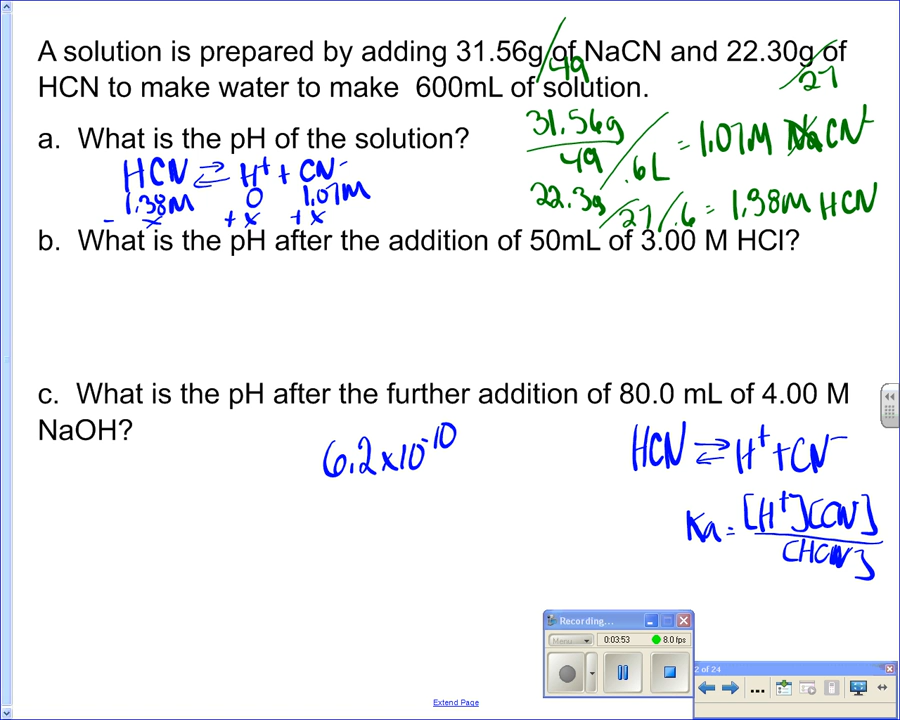 A solution is prepared by adding 31.56g of NaCN and 22.30g of
/49
/27
HCN to make water to make 600mL of solution.
31.56g
49 / .6L = 1.07M NaCN-
a. What is the pH of the solution?
HCN ⇌ H+ + CN-
1.38M 0 1.07M
- x + x + x
22.3g / 27 / .6 = 1.38M HCN
b. What is the pH after the addition of 50mL of 3.00 M HCl?
c. What is the pH after the further addition of 80.0 mL of 4.00 M
NaOH?
6.2x10-10
HCN ⇌ H+ + CN-
Ka = [H+][CN]
[HCN]
Recording...
Menu...
0:03:53
8.0 fps
2 of 24
Extend Page